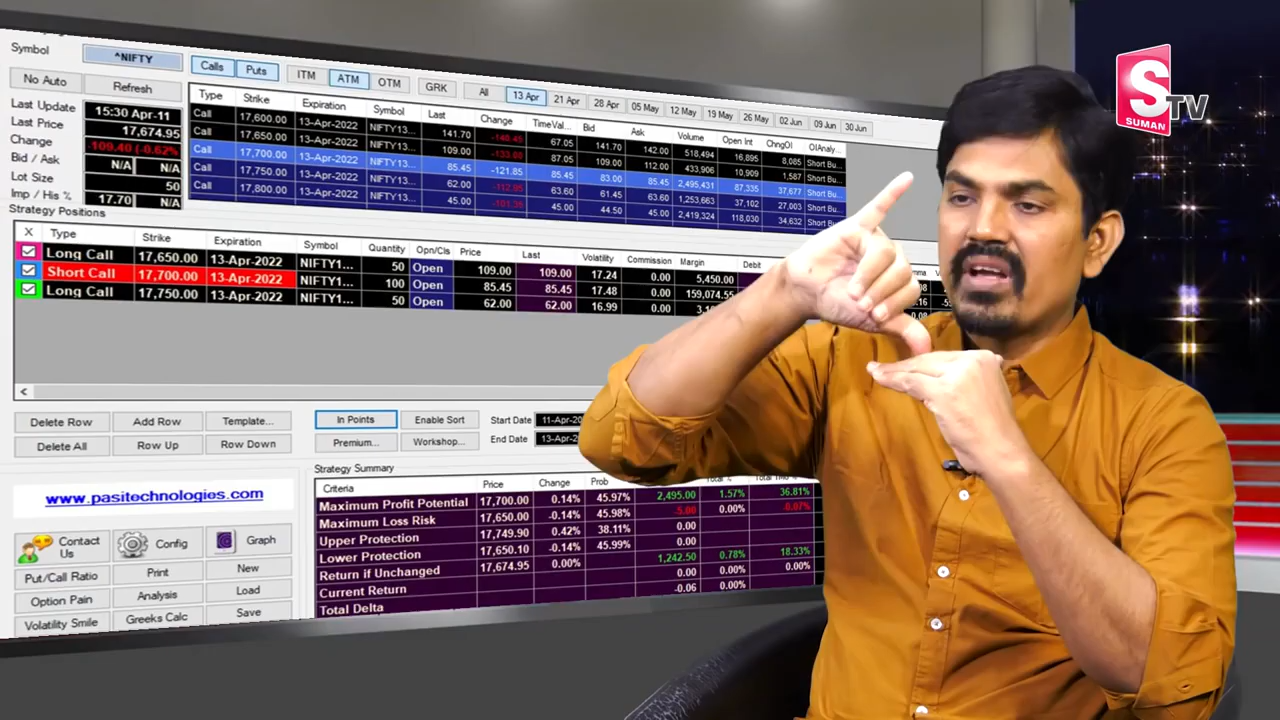 S TV
SUMAN
Symbol ^NIFTY Calls Puts ITM ATM OTM GRK All 13 Apr 21 Apr 28 Apr 05 May 12 May 19 May 26 May 02 Jun 09 Jun 30 Jun
No Auto Refresh
Last Update 15:30 Apr-11
Last Price 17,674.95
Change -109.40 (-0.62%)
Bid / Ask N/A N/A
Lot Size 50
Imp / His % 17.70 N/A
Type Strike Expiration Symbol Last Change TimeVal... Bid Ask Volume Open Int ChngOI OIAnaly...
Call 17,600.00 13-Apr-2022 NIFTY13... 141.70 -140.45 67.05 141.70 142.00 518,494 16,895 8,085 Short Bu...
Call 17,650.00 13-Apr-2022 NIFTY13... 109.00 -133.80 87.05 109.00 112.00 433,906 10,909 1,587 Short Bu...
Call 17,700.00 13-Apr-2022 NIFTY13... 85.45 -121.85 85.45 83.00 85.45 2,495,431 87,335 37,677 Short Bu...
Call 17,750.00 13-Apr-2022 NIFTY13... 62.00 63.60 61.45 63.60 1,253,663 37,102 27,003 Short Bu...
Call 17,800.00 13-Apr-2022 NIFTY13... 45.00 -101.35 45.00 44.50 45.00 2,419,324 118,030 34,632 Short Bu...
Strategy Positions
X Type Strike Expiration Symbol Quantity Opn/Cls Price Last Volatility Commission Margin Debit
Long Call 17,650.00 13-Apr-2022 NIFTY1... 50 Open 109.00 109.00 17.24 0.00 5,450.00
Short Call 17,700.00 13-Apr-2022 NIFTY1... 100 Open 85.45 85.45 17.48 0.00 159,074.55
Long Call 17,750.00 13-Apr-2022 NIFTY1... 50 Open 62.00 62.00 16.99 0.00
Delete Row Add Row Template... In Points Enable Sort Start Date
Delete All Row Up Row Down Premium... Workshop... End Date
www.pasitechnologies.com
Contact Us Config Graph
Put/Call Ratio Print New
Option Pain Analysis Load
Volatility Smile Greeks Calc Save
Strategy Summary
Criteria Price Change Prob Total %
Maximum Profit Potential 17,700.00 0.14% 45.97% 2,495.00 1.57% 36.81%
Maximum Loss Risk 17,650.00 -0.14% 45.98% -5.00 0.00% -0.07%
Upper Protection 17,749.90 0.42% 38.11% 0.00
Lower Protection 17,650.10 -0.14% 45.99% 0.00
Return if Unchanged 17,674.95 0.00% 1,242.50 0.78% 18.33%
Current Return 0.00 0.00% 0.00%
Total Delta -0.06